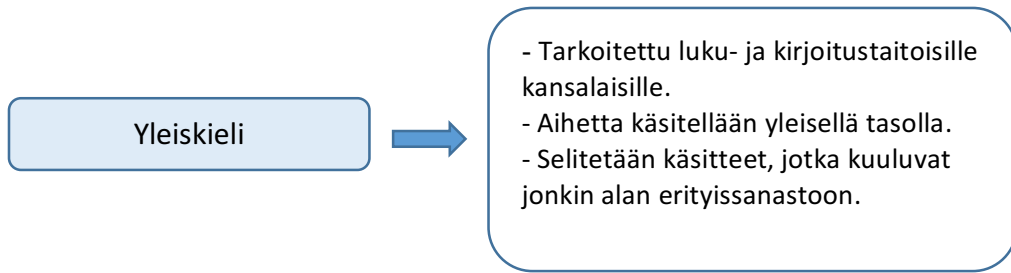 Yleiskieli
- Tarkoitettu luku- ja kirjoitustaitoisille
kansalaisille.
- Aihetta käsitellään yleisellä tasolla.
- Selitetään käsitteet, jotka kuuluvat
jonkin alan erityissanastoon.